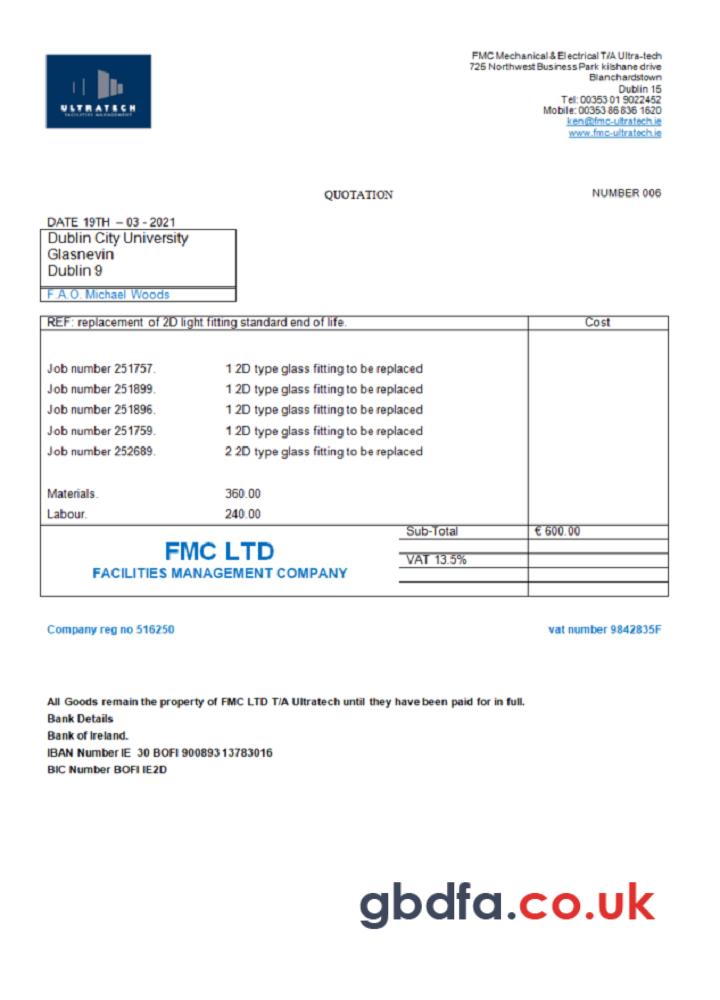 FMC Mechanical & Electrical T/A Ultra-tech
726 Northwest Business Park kilshane drive
Blanchardstown
Dublin 15
Tel: 00353 01 9022452
Mobile: 00353 86 836 1620
ken@fmc-ultratech.ie
www.fmc-ultratech.ie
ULTRATECH
FACILITIES MANAGEMENT
QUOTATION
NUMBER 006
DATE 19TH – 03 - 2021
Dublin City University
Glasnevin
Dublin 9
F.A.O. Michael Woods
REF: replacement of 2D light fitting standard end of life. Cost
Job number 251757. 1 2D type glass fitting to be replaced
Job number 251899. 1 2D type glass fitting to be replaced
Job number 251896. 1 2D type glass fitting to be replaced
Job number 251759. 1 2D type glass fitting to be replaced
Job number 252689. 2 2D type glass fitting to be replaced
Materials. 360.00
Labour. 240.00
Sub-Total € 600.00
FMC LTD
VAT 13.5%
FACILITIES MANAGEMENT COMPANY
Company reg no 516250 vat number 9842835F
All Goods remain the property of FMC LTD T/A Ultratech until they have been paid for in full.
Bank Details
Bank of Ireland.
IBAN Number IE 30 BOFI 90089313783016
BIC Number BOFI IE2D
gbdfa.co.uk